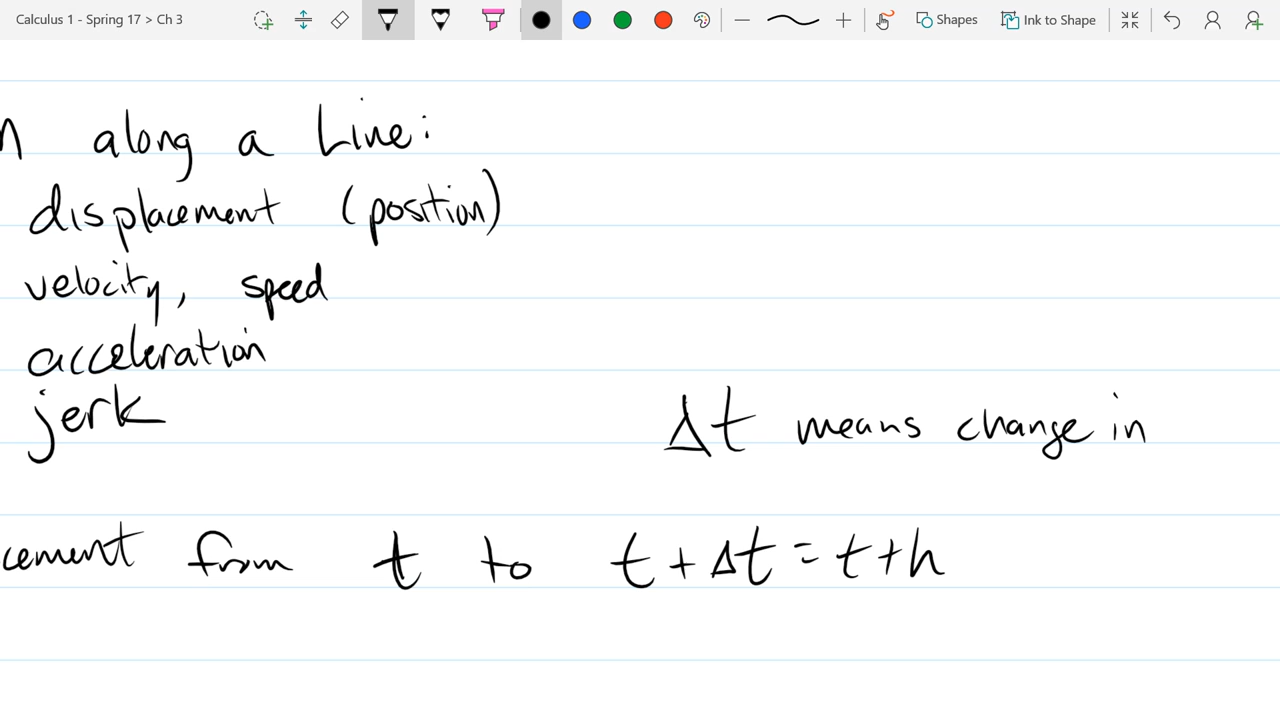 Calculus 1 - Spring 17 > Ch 3
Shapes
Ink to Shape
n along a Line:
displacement (position)
velocity, speed
acceleration
jerk
Δt means change in
cement from t to t + Δt = t + h